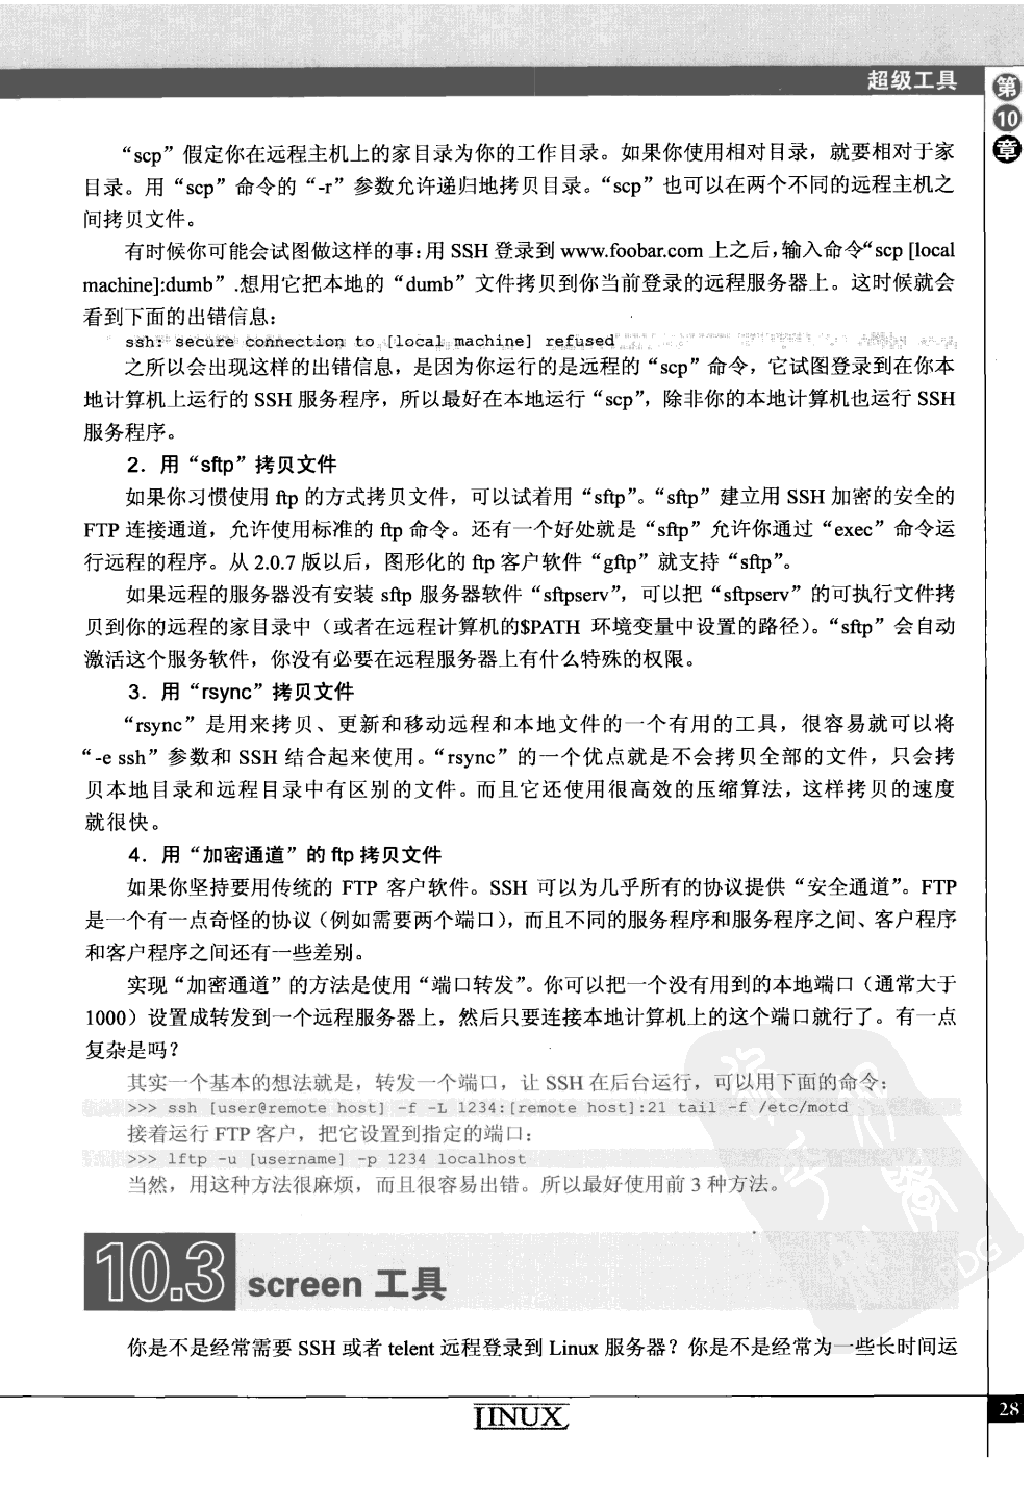 超级工具
第
10
章
“scp”假定你在远程主机上的家目录为你的工作目录。如果你使用相对目录，就要相对于家
目录。用“scp”命令的“-r”参数允许递归地拷贝目录。“scp”也可以在两个不同的远程主机之
间拷贝文件。
有时候你可能会试图做这样的事：用 SSH 登录到 www.foobar.com 上之后，输入命令“scp [local
machine]:dumb”.想用它把本地的“dumb”文件拷贝到你当前登录的远程服务器上。这时候就会
看到下面的出错信息：
ssh: secure connection to [local machine] refused
之所以会出现这样的出错信息，是因为你运行的是远程的“scp”命令，它试图登录到在你本
地计算机上运行的 SSH 服务程序，所以最好在本地运行“scp”，除非你的本地计算机也运行 SSH
服务程序。
2．用“sftp”拷贝文件
如果你习惯使用 ftp 的方式拷贝文件，可以试着用“sftp”。“sftp”建立用 SSH 加密的安全的
FTP 连接通道，允许使用标准的 ftp 命令。还有一个好处就是“sftp”允许你通过“exec”命令运
行远程的程序。从 2.0.7 版以后，图形化的 ftp 客户软件“gftp”就支持“sftp”。
如果远程的服务器没有安装 sftp 服务器软件“sftpserv”，可以把“sftpserv”的可执行文件拷
贝到你的远程的家目录中（或者在远程计算机的$PATH 环境变量中设置的路径）。“sftp”会自动
激活这个服务软件，你没有必要在远程服务器上有什么特殊的权限。
3．用“rsync”拷贝文件
“rsync”是用来拷贝、更新和移动远程和本地文件的一个有用的工具，很容易就可以将
“-e ssh”参数和 SSH 结合起来使用。“rsync”的一个优点就是不会拷贝全部的文件，只会拷
贝本地目录和远程目录中有区别的文件。而且它还使用很高效的压缩算法，这样拷贝的速度
就很快。
4．用“加密通道”的 ftp 拷贝文件
如果你坚持要用传统的 FTP 客户软件。SSH 可以为几乎所有的协议提供“安全通道”。FTP
是一个有一点奇怪的协议（例如需要两个端口），而且不同的服务程序和服务程序之间、客户程序
和客户程序之间还有一些差别。
实现“加密通道”的方法是使用“端口转发”。你可以把一个没有用到的本地端口（通常大于
1000）设置成转发到一个远程服务器上，然后只要连接本地计算机上的这个端口就行了。有一点
复杂是吗？
其实一个基本的想法就是，转发一个端口，让 SSH 在后台运行，可以用下面的命令：
>>> ssh [user@remote host] -f -L 1234:[remote host]:21 tail -f /etc/motd
接着运行 FTP 客户，把它设置到指定的端口：
>>> lftp -u [username] -p 1234 localhost
当然，用这种方法很麻烦，而且很容易出错。所以最好使用前 3 种方法。
10.3 screen 工具
你是不是经常需要 SSH 或者 telent 远程登录到 Linux 服务器？你是不是经常为一些长时间运
LINUX
28